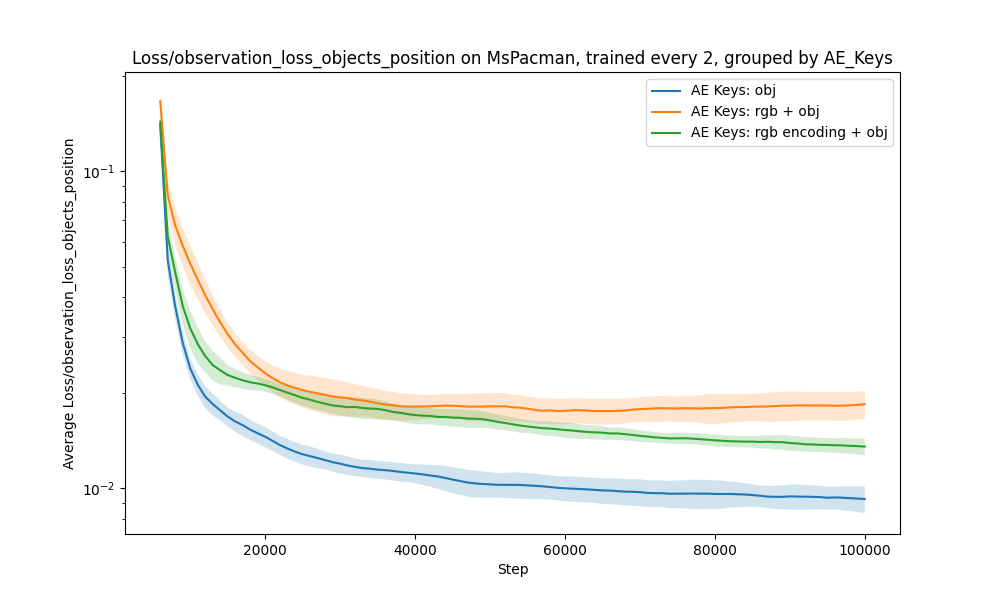 Loss/observation_loss_objects_position on MsPacman, trained every 2, grouped by AE_Keys
AE Keys: obj
AE Keys: rgb + obj
AE Keys: rgb encoding + obj
Average Loss/observation_loss_objects_position
10⁻¹
10⁻²
20000 40000 60000 80000 100000
Step